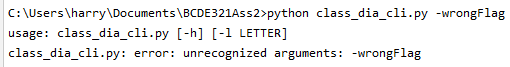 C:\Users\harry\Documents\BCDE321Ass2>python class_dia_cli.py -wrongFlag
usage: class_dia_cli.py [-h] [-l LETTER]
class_dia_cli.py: error: unrecognized arguments: -wrongFlag